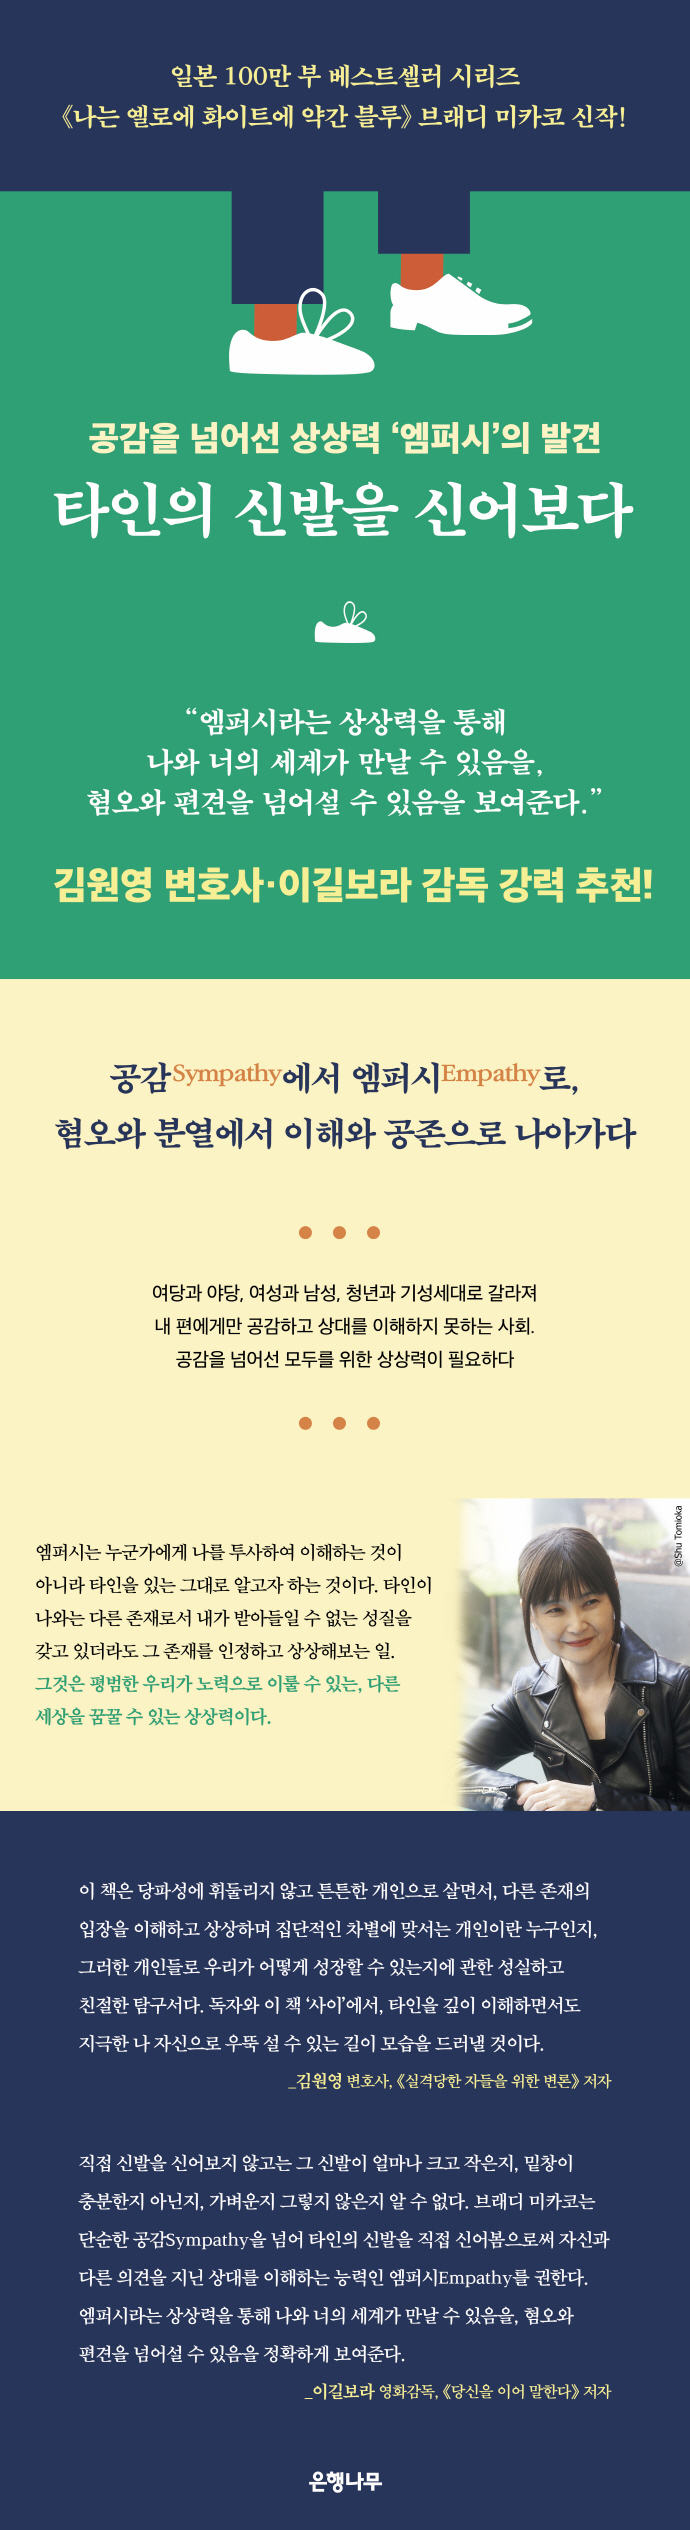 일본 100만 부 베스트셀러 시리즈
《나는 옐로에 화이트에 약간 블루》 브래디 미카코 신작!
공감을 넘어선 상상력 ‘엠퍼시’의 발견
타인의 신발을 신어보다
“엠퍼시라는 상상력을 통해
나와 너의 세계가 만날 수 있음을,
혐오와 편견을 넘어설 수 있음을 보여준다.”
김원영 변호사·이길보라 감독 강력 추천!
공감Sympathy에서 엠퍼시Empathy로,
혐오와 분열에서 이해와 공존으로 나아가다
여당과 야당, 여성과 남성, 청년과 기성세대로 갈라져
내 편에게만 공감하고 상대를 이해하지 못하는 사회.
공감을 넘어선 모두를 위한 상상력이 필요하다
@Shu Tomioka
엠퍼시는 누군가에게 나를 투사하여 이해하는 것이
아니라 타인을 있는 그대로 알고자 하는 것이다. 타인이
나와는 다른 존재로서 내가 받아들일 수 없는 성질을
갖고 있더라도 그 존재를 인정하고 상상해보는 일.
그것은 평범한 우리가 노력으로 이룰 수 있는, 다른
세상을 꿈꿀 수 있는 상상력이다.
이 책은 당파성에 휘둘리지 않고 튼튼한 개인으로 살면서, 다른 존재의
입장을 이해하고 상상하며 집단적인 차별에 맞서는 개인이란 누구인지,
그러한 개인들로 우리가 어떻게 성장할 수 있는지에 관한 성실하고
친절한 탐구서다. 독자와 이 책 ‘사이’에서, 타인을 깊이 이해하면서도
지극한 나 자신으로 우뚝 설 수 있는 길이 모습을 드러낼 것이다.
_김원영 변호사, 《실격당한 자들을 위한 변론》 저자
직접 신발을 신어보지 않고는 그 신발이 얼마나 크고 작은지, 밑창이
충분한지 아닌지, 가벼운지 그렇지 않은지 알 수 없다. 브래디 미카코는
단순한 공감Sympathy을 넘어 타인의 신발을 직접 신어봄으로써 자신과
다른 의견을 지닌 상대를 이해하는 능력인 엠퍼시Empathy를 권한다.
엠퍼시라는 상상력을 통해 나와 너의 세계가 만날 수 있음을, 혐오와
편견을 넘어설 수 있음을 정확하게 보여준다.
_이길보라 영화감독, 《당신을 이어 말한다》 저자
은행나무